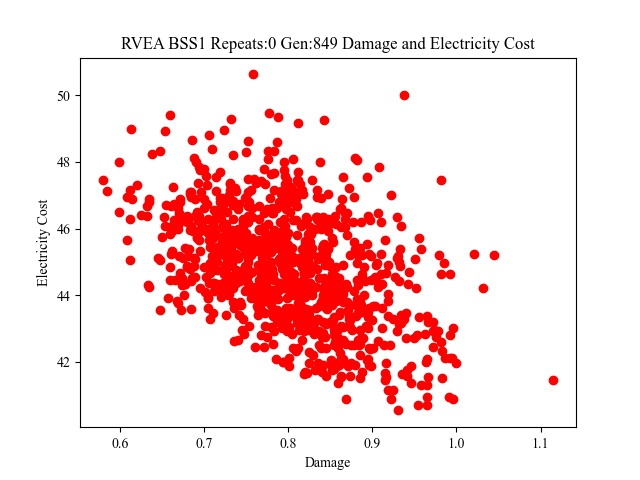 RVEA BSS1 Repeats:0 Gen:849 Damage and Electricity Cost
50
48
46
44
42
Electricity Cost
0.6 0.7 0.8 0.9 1.0 1.1
Damage